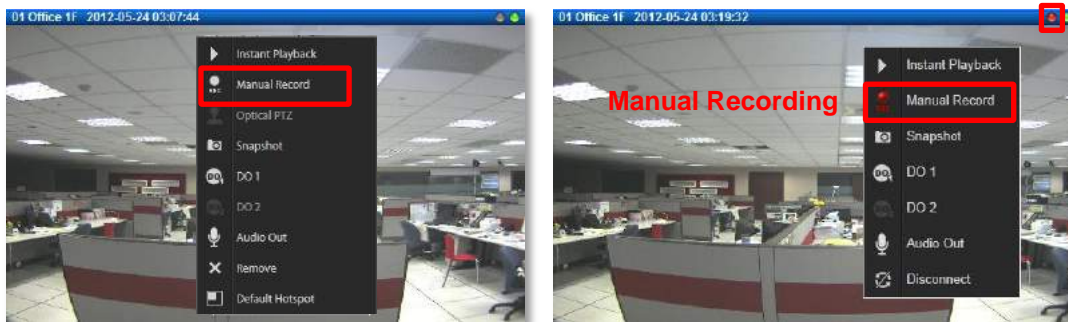 01 Office 1F 2012-05-24 03:07:44
Instant Playback
Manual Record
Optical PTZ
Snapshot
DO 1
DO 2
Audio Out
Remove
Default Hotspot
01 Office 1F 2012-05-24 03:19:32
Manual Recording
Instant Playback
Manual Record
Snapshot
DO 1
DO 2
Audio Out
Disconnect